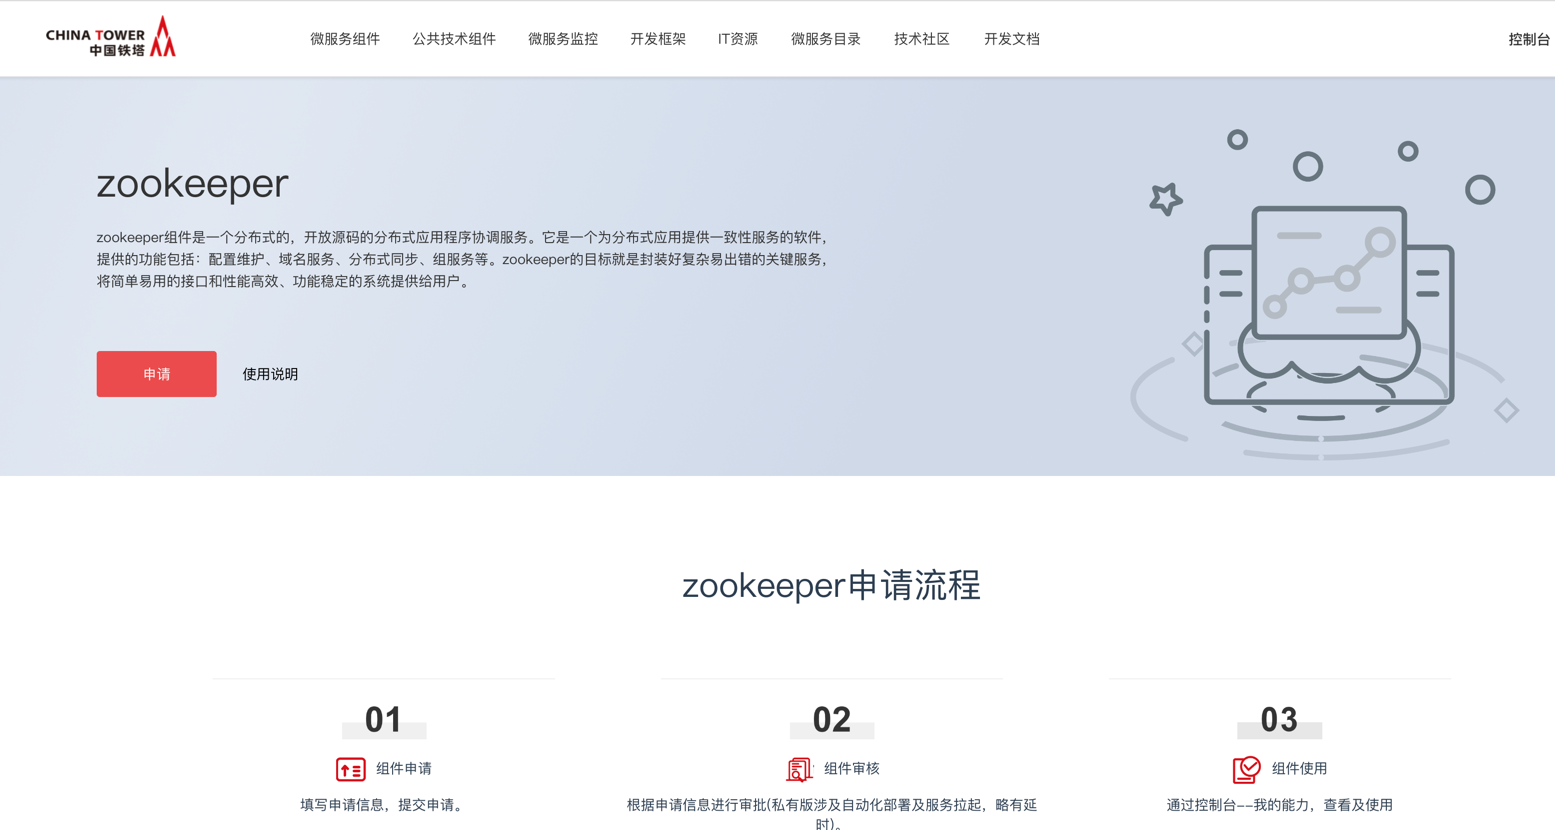 CHINA TOWER
中国铁塔
微服务组件 公共技术组件 微服务监控 开发框架 IT资源 微服务目录 技术社区 开发文档 控制台
zookeeper
zookeeper组件是一个分布式的，开放源码的分布式应用程序协调服务。它是一个为分布式应用提供一致性服务的软件，
提供的功能包括：配置维护、域名服务、分布式同步、组服务等。zookeeper的目标就是封装好复杂易出错的关键服务，
将简单易用的接口和性能高效、功能稳定的系统提供给用户。
申请 使用说明
zookeeper申请流程
01
组件申请
填写申请信息，提交申请。
02
组件审核
根据申请信息进行审批(私有版涉及自动化部署及服务拉起，略有延
时)。
03
组件使用
通过控制台--我的能力，查看及使用